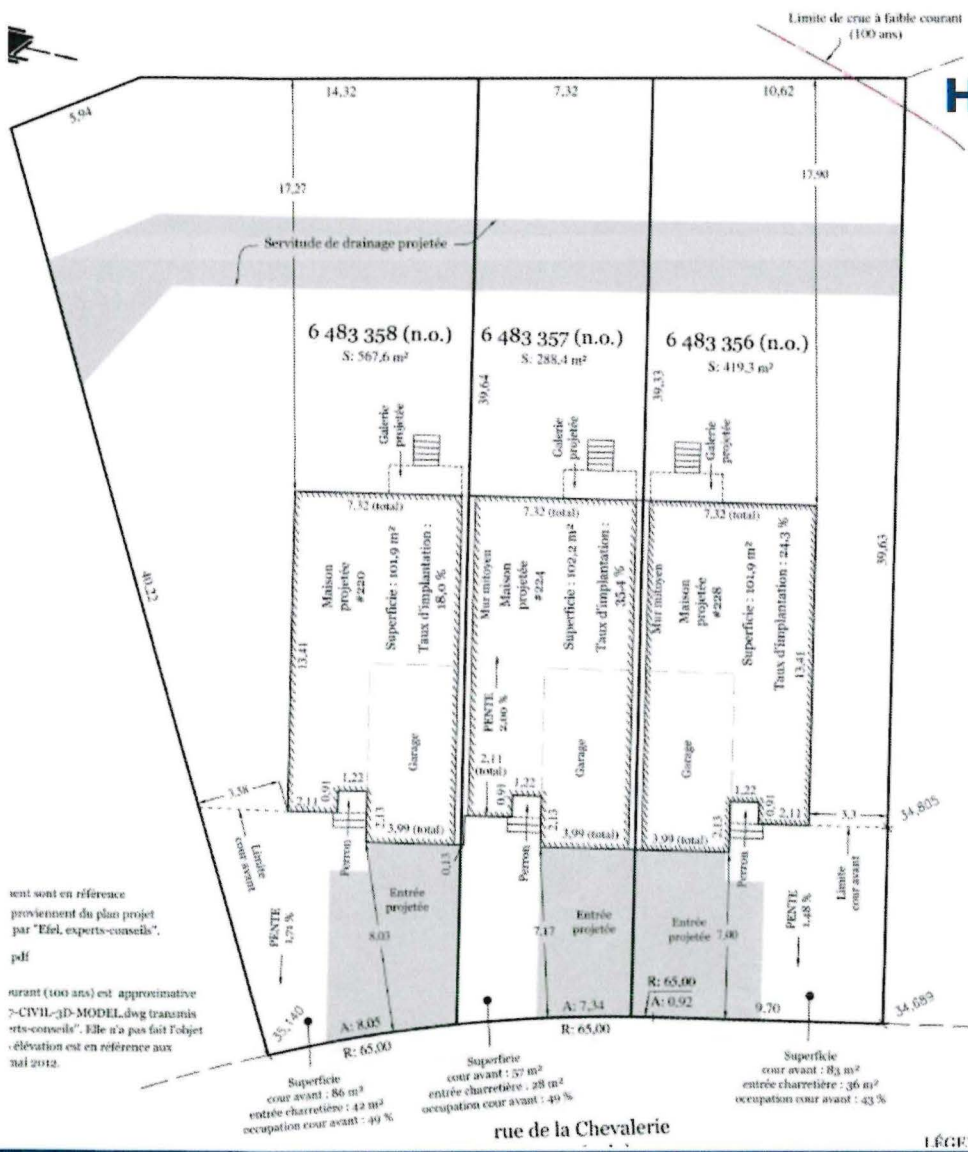 Limite de crue à faible courant
(100 ans)
H
5,94
14,32
7,32
10,62
17,27
17,90
Servitude de drainage projetée
6 483 358 (n.o.)
S: 567,6 m²
6 483 357 (n.o.)
S: 288,4 m²
6 483 356 (n.o.)
S: 419,3 m²
39,64
39,33
Galerie
projetée
Galerie
projetée
Galerie
projetée
7,32 (total)
7,32 (total)
7,32 (total)
39,63
40,22
Maison
projetée
#220
Superficie : 101,9 m²
Taux d'implantation :
18,0 %
Mur mitoyen
Maison
projetée
#224
Superficie : 102,2 m²
Taux d'implantation :
35,4 %
Mur mitoyen
Maison
projetée
#228
Superficie : 101,9 m²
Taux d'implantation : 24,3 %
13,41
13,41
PENTE
2,00 %
Garage
Garage
Garage
2,11
(total)
3,58
2,11
0,91
1,22
2,13
0,91
1,22
2,13
2,13
1,22
0,91
2,11
3,3
34,805
3,99 (total)
3,99 (total)
3,99 (total)
0,13
Limite
cour avant
Perron
Perron
Perron
Limite
cour avant
PENTE
1,71 %
Entrée
projetée
8,03
Entrée
projetée
7,17
Entrée
projetée
7,00
PENTE
1,48 %
ment sont en référence
proviennent du plan projet
par "Efel, experts-conseils".
pdf
ourant (100 ans) est approximative
7-CIVIL-3D-MODEL.dwg transmis
rts-conseils". Elle n'a pas fait l'objet
élévation est en référence aux
mai 2012.
35,140
A: 8,05
R: 65,00
A: 7,34
R: 65,00
R: 65,00
A: 0,92
9,70
34,689
Superficie
cour avant : 86 m²
entrée charretière : 42 m²
occupation cour avant : 49 %
Superficie
cour avant : 57 m²
entrée charretière : 28 m²
occupation cour avant : 49 %
Superficie
cour avant : 83 m²
entrée charretière : 36 m²
occupation cour avant : 43 %
rue de la Chevalerie
LÉGE